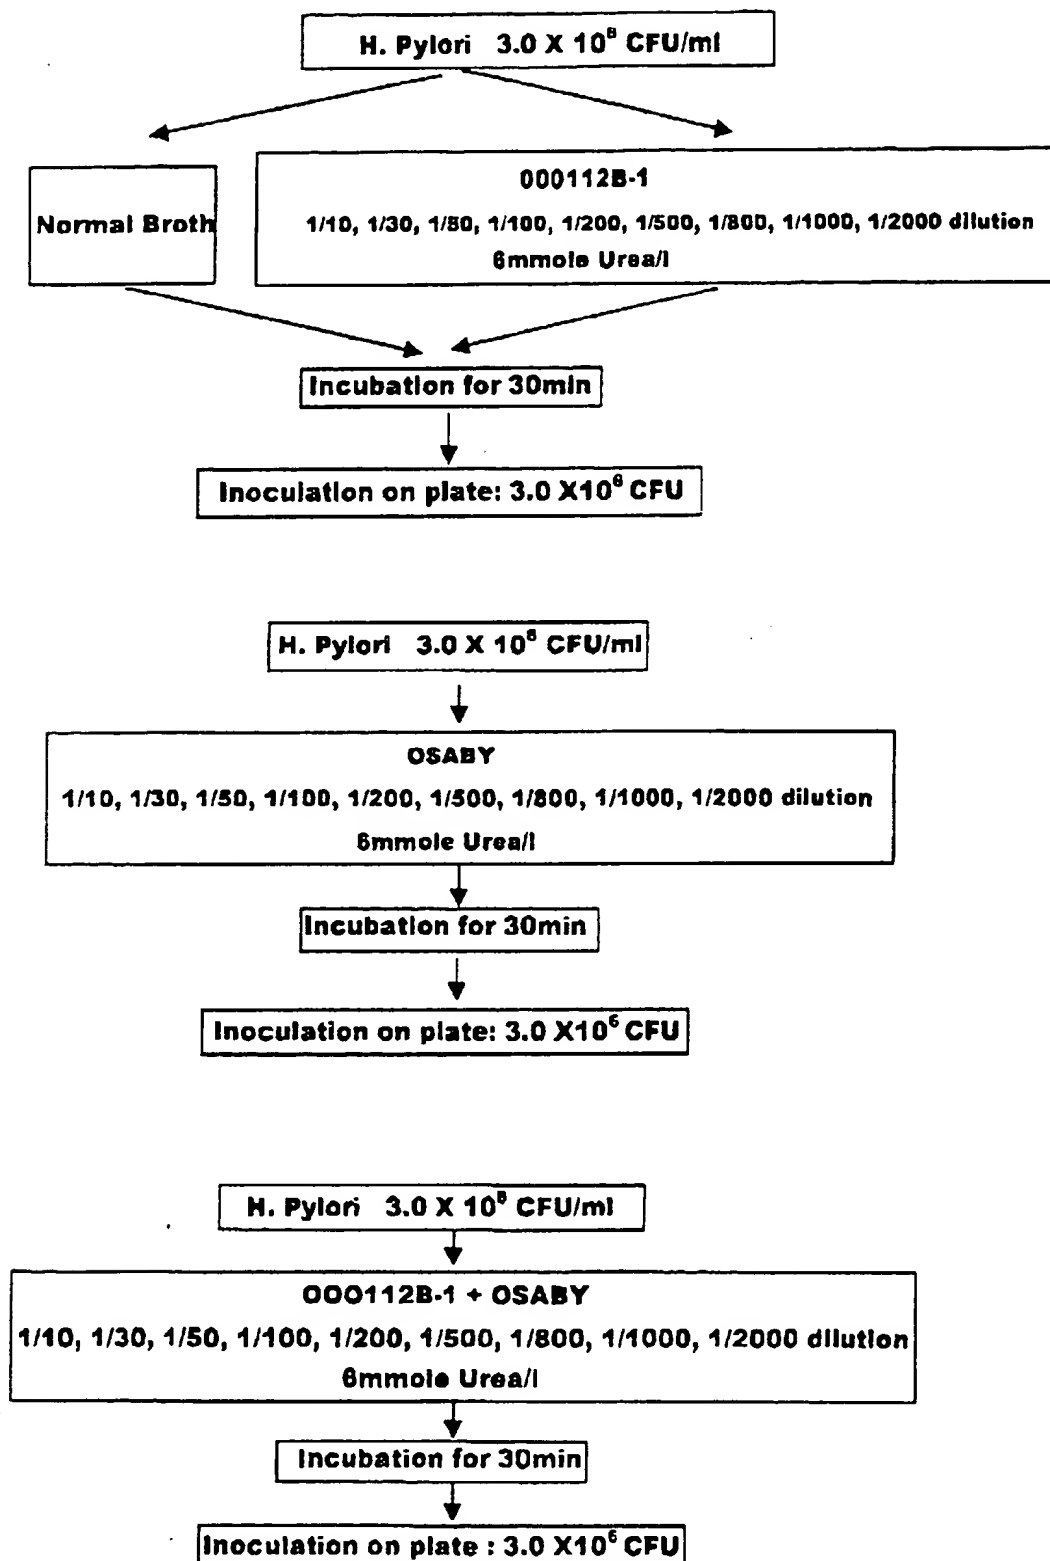 H. Pylori 3.0 X 10⁸ CFU/ml
Normal Broth
000112B-1
1/10, 1/30, 1/50, 1/100, 1/200, 1/500, 1/800, 1/1000, 1/2000 dilution
6mmole Urea/l
Incubation for 30min
Inoculation on plate: 3.0 X10⁶ CFU
H. Pylori 3.0 X 10⁸ CFU/ml
OSABY
1/10, 1/30, 1/50, 1/100, 1/200, 1/500, 1/800, 1/1000, 1/2000 dilution
6mmole Urea/l
Incubation for 30min
Inoculation on plate: 3.0 X10⁶ CFU
H. Pylori 3.0 X 10⁸ CFU/ml
000112B-1 + OSABY
1/10, 1/30, 1/50, 1/100, 1/200, 1/500, 1/800, 1/1000, 1/2000 dilution
6mmole Urea/l
Incubation for 30min
Inoculation on plate : 3.0 X10⁶ CFU